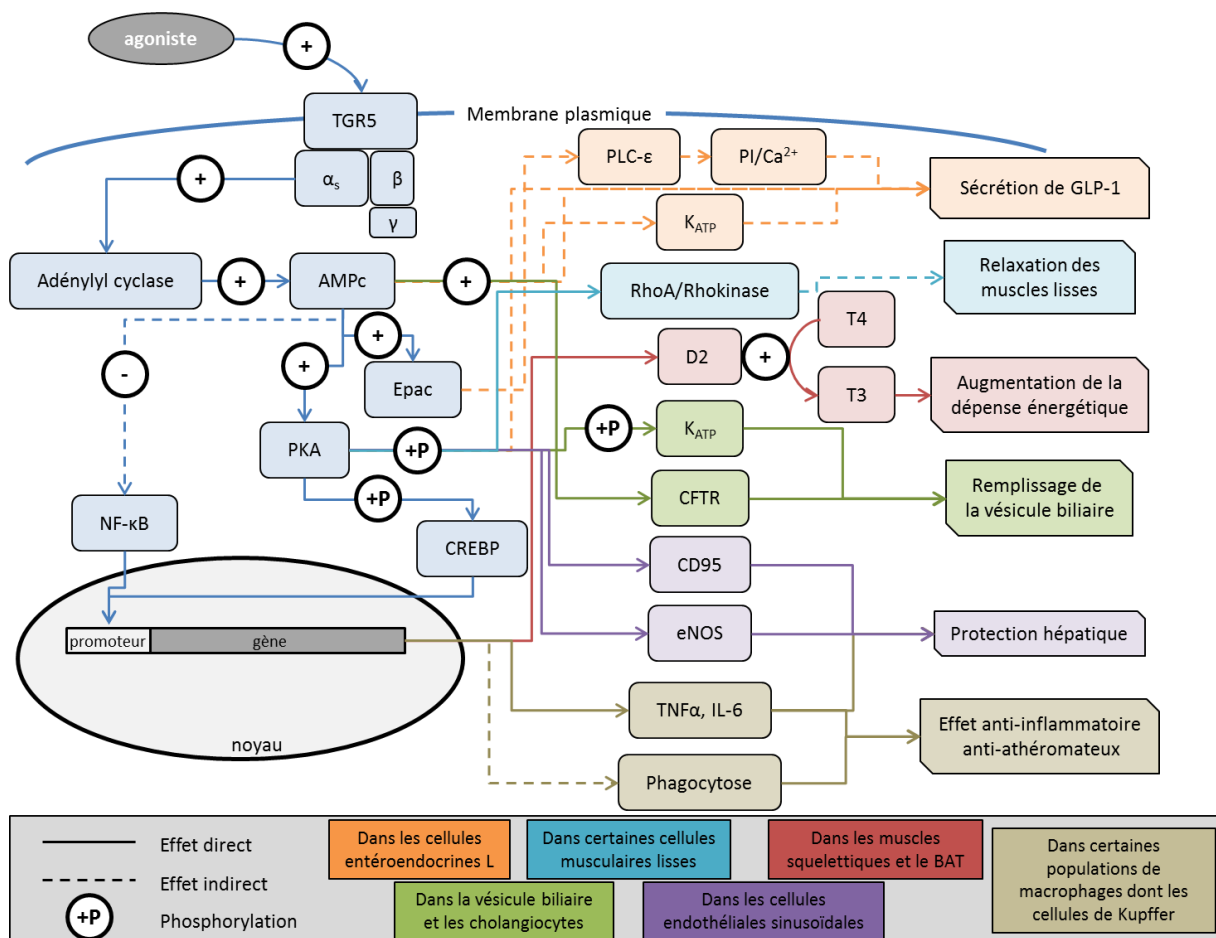 agoniste
+
TGR5
Membrane plasmique
αs
β
γ
+
PLC-ε
PI/Ca²⁺
Sécrétion de GLP-1
KATP
Adénylyl cyclase
+
AMPc
+
RhoA/Rhokinase
Relaxation des
muscles lisses
T4
+
-
+
Epac
D2
+
T3
Augmentation de la
dépense énergétique
PKA
+P
+P
KATP
+P
CFTR
Remplissage de
la vésicule biliaire
NF-κB
CREBP
CD95
promoteur
gène
eNOS
Protection hépatique
TNFα, IL-6
Effet anti-inflammatoire
anti-athéromateux
noyau
Phagocytose
Effet direct
Effet indirect
+P
Phosphorylation
Dans les cellules
entéroendocrines L
Dans certaines cellules
musculaires lisses
Dans les muscles
squelettiques et le BAT
Dans certaines
populations de
macrophages dont les
cellules de Kupffer
Dans la vésicule biliaire
et les cholangiocytes
Dans les cellules
endothéliales sinusoïdales